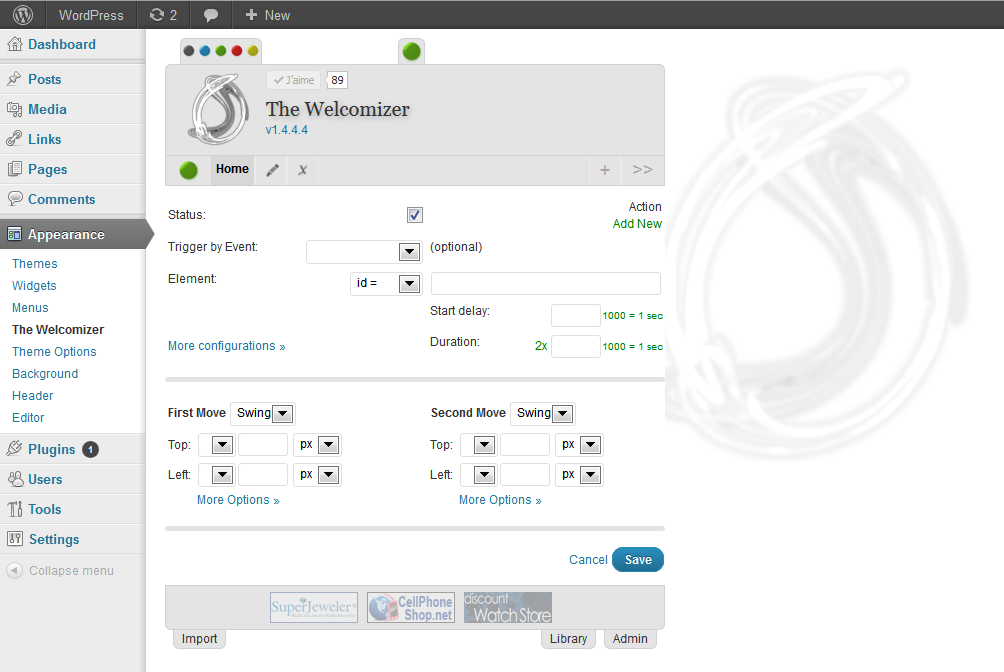 WordPress 2 + New
Dashboard
Posts
Media
Links
Pages
Comments
Appearance
Themes
Widgets
Menus
The Welcomizer
Theme Options
Background
Header
Editor
Plugins 1
Users
Tools
Settings
Collapse menu
J'aime 89
The Welcomizer
v1.4.4.4
Home x + >>
Status: Action
Add New
Trigger by Event: (optional)
Element: id =
Start delay: 1000 = 1 sec
More configurations » Duration: 2x 1000 = 1 sec
First Move Swing Second Move Swing
Top: px Top: px
Left: px Left: px
More Options » More Options »
Cancel Save
SuperJeweler CellPhone Shop.net discount Watch Store
Import Library Admin